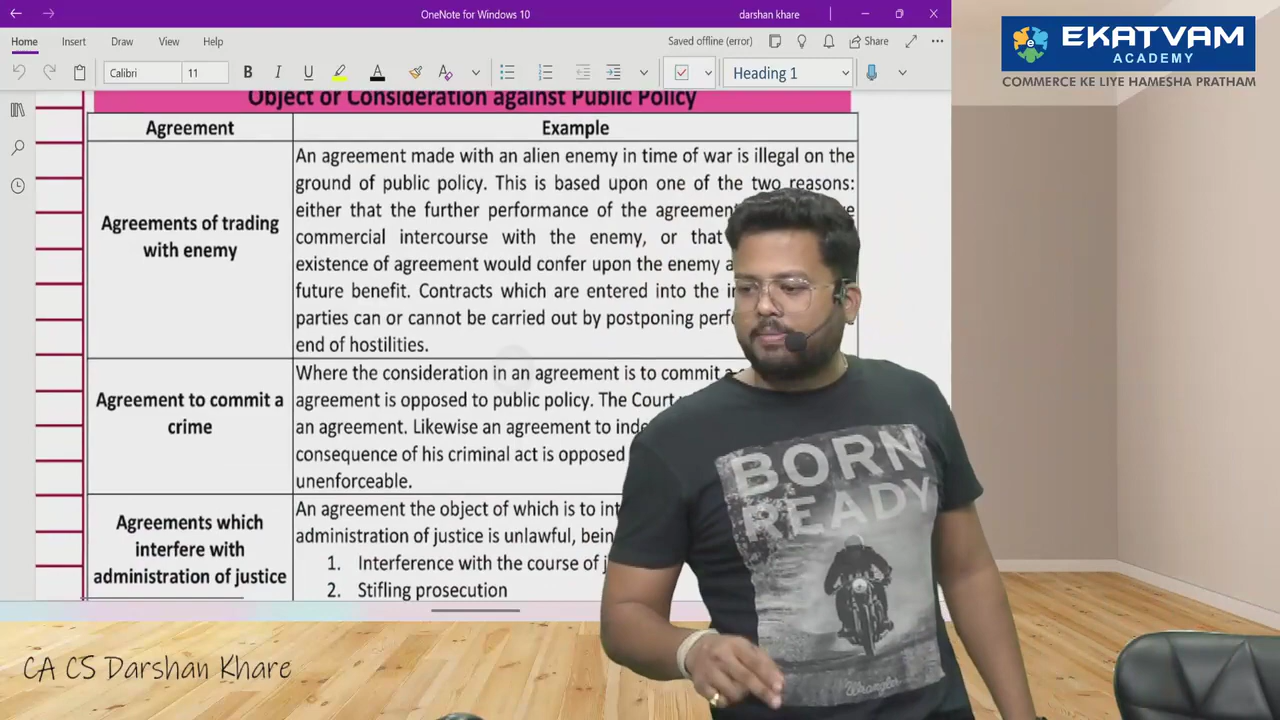 OneNote for Windows 10
darshan khare
Home Insert Draw View Help
Saved offline (error)
Share
Calibri 11 B I U A Heading 1
EKATVAM
ACADEMY
COMMERCE KE LIYE HAMESHA PRATHAM
Object or Consideration against Public Policy
Agreement Example
Agreements of trading
with enemy
An agreement made with an alien enemy in time of war is illegal on the
ground of public policy. This is based upon one of the two reasons:
either that the further performance of the agreement
commercial intercourse with the enemy, or that
existence of agreement would confer upon the enemy
future benefit. Contracts which are entered into the
parties can or cannot be carried out by postponing
end of hostilities.
Agreement to commit a
crime
Where the consideration in an agreement is to commit a
agreement is opposed to public policy. The Court
an agreement. Likewise an agreement to
consequence of his criminal act is opposed
unenforceable.
Agreements which
interfere with
administration of justice
An agreement the object of which is to
administration of justice is unlawful,
1. Interference with the course of
2. Stifling prosecution
BORN
READY
Wrangler
CA CS Darshan Khare